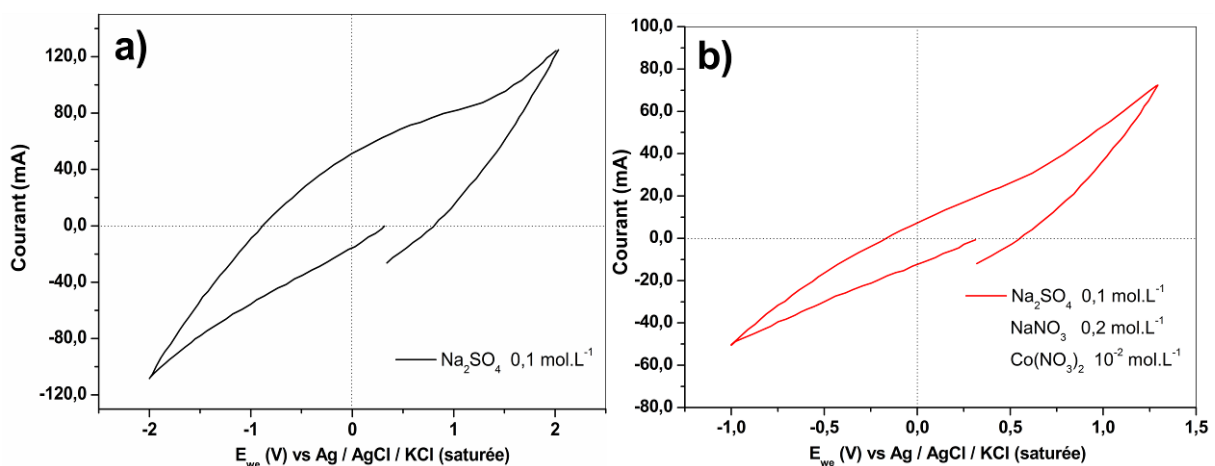 a)
Courant (mA)
120,0
80,0
40,0
0,0
-40,0
-80,0
-120,0
-2
-1
0
1
2
E_we (V) vs Ag / AgCl / KCl (saturée)
Na₂SO₄ 0,1 mol.L⁻¹
b)
Courant (mA)
100,0
80,0
60,0
40,0
20,0
0,0
-20,0
-40,0
-60,0
-80,0
-1,0
-0,5
0,0
0,5
1,0
1,5
E_we (V) vs Ag / AgCl / KCl (saturée)
Na₂SO₄ 0,1 mol.L⁻¹
NaNO₃ 0,2 mol.L⁻¹
Co(NO₃)₂ 10⁻² mol.L⁻¹